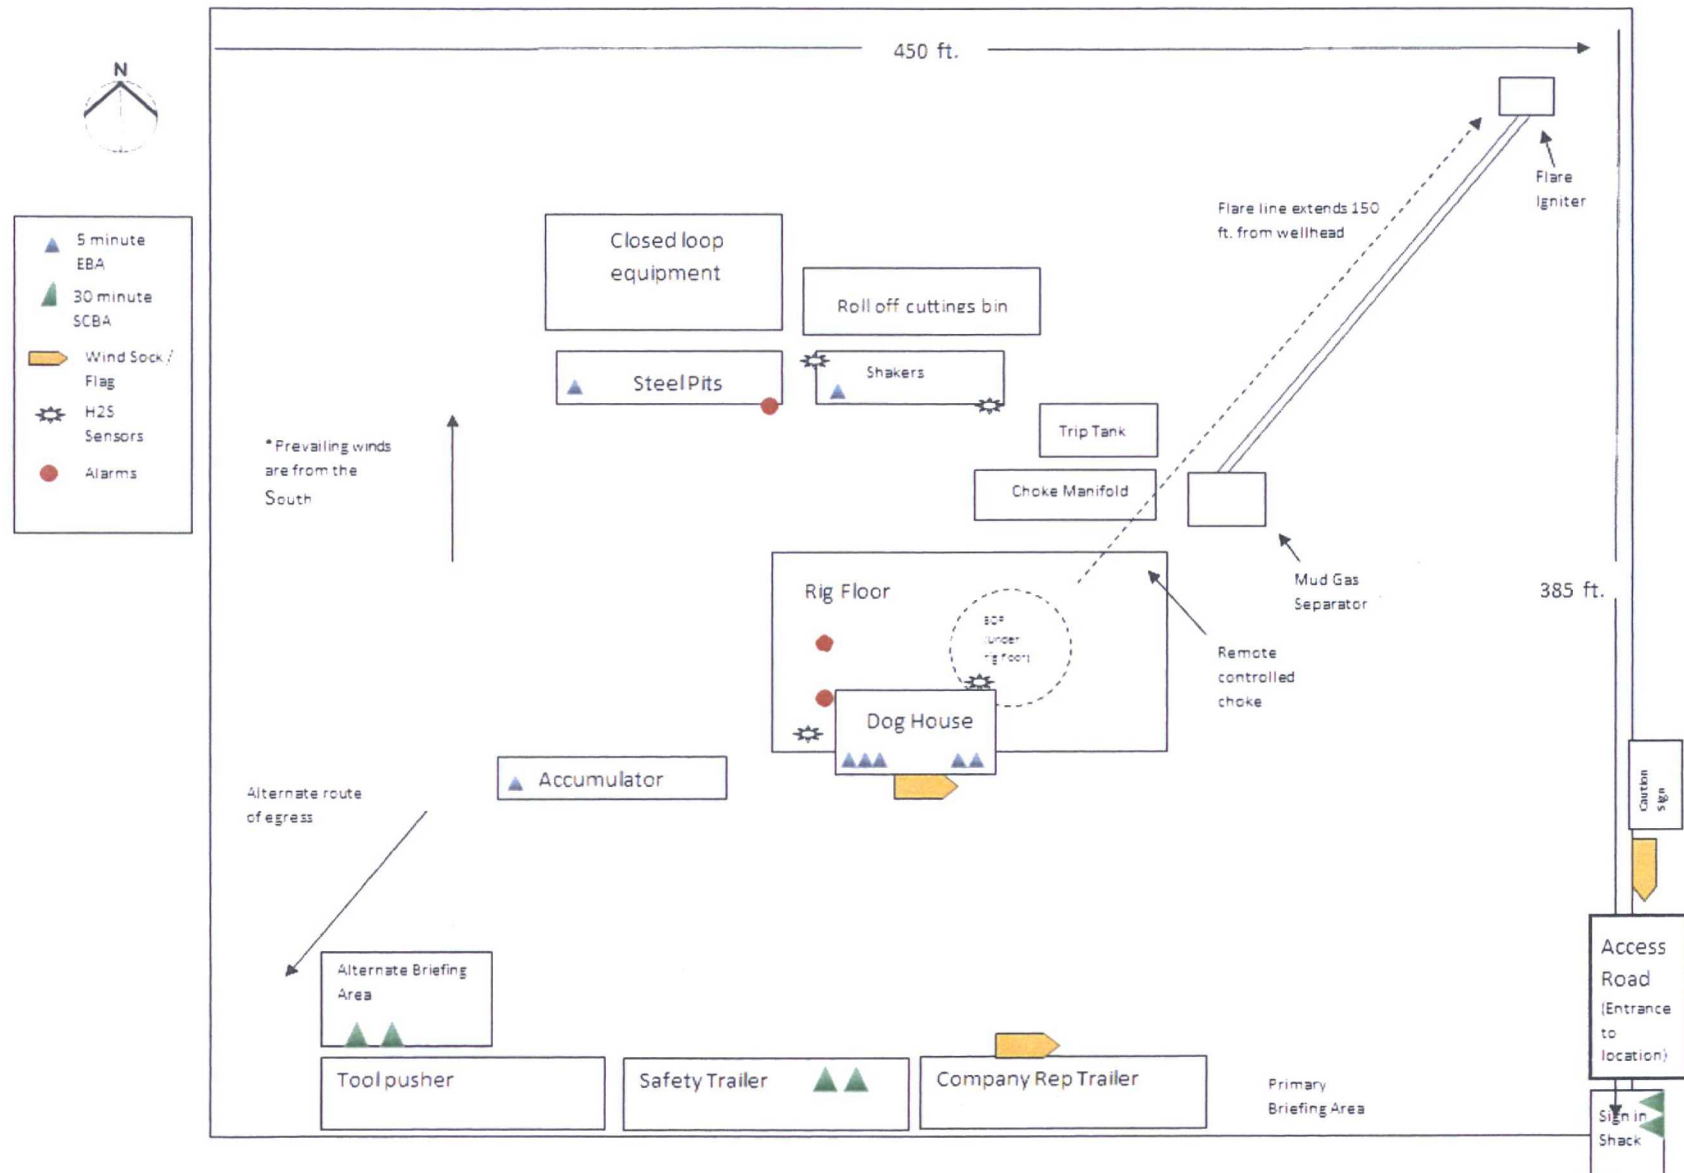 450 ft.
N
Flare
Igniter
5 minute
EBA
30 minute
SCBA
Wind Sock /
Flag
H2S
Sensors
Alarms
Flare line extends 150
ft. from wellhead
Closed loop
equipment
Roll off cuttings bin
Steel Pits
Shakers
Trip Tank
Choke Manifold
*Prevailing winds
are from the
South
Mud Gas
Separator
385 ft.
Rig Floor
BOP
(under
rig floor)
Remote
controlled
choke
Dog House
Accumulator
Alternate route
of egress
Caution
Sign
Access
Road
(Entrance
to
location)
Alternate Briefing
Area
Tool pusher
Safety Trailer
Company Rep Trailer
Primary
Briefing Area
Sign in
Shack